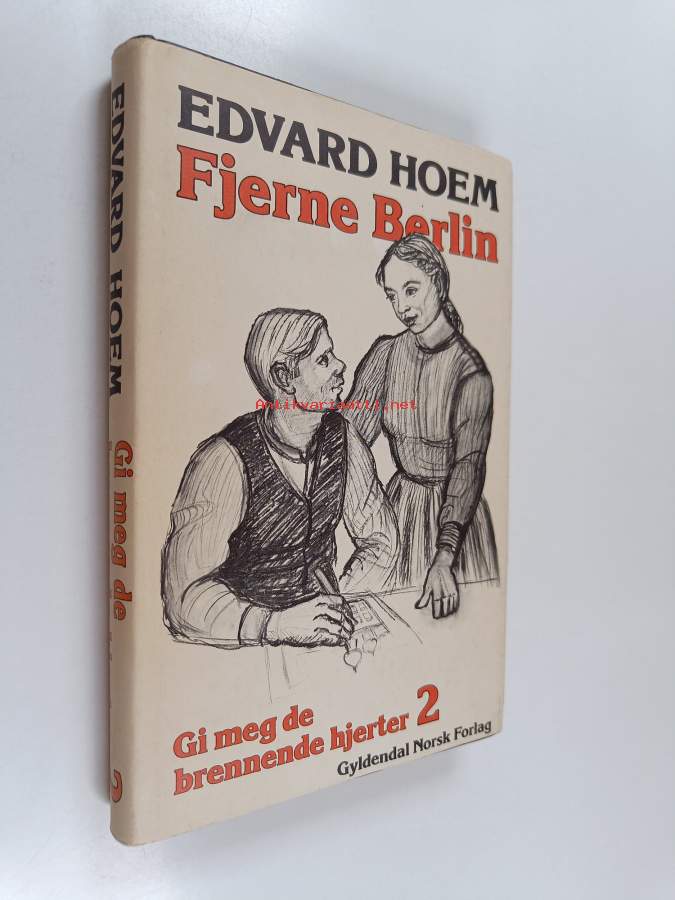 EDVARD HOEM
Fjerne Berlin
Antikvariaatti.net
Gi meg de
brennende hjerter 2
Gyldendal Norsk Forlag
EDVARD HOEM
Gi meg de
2